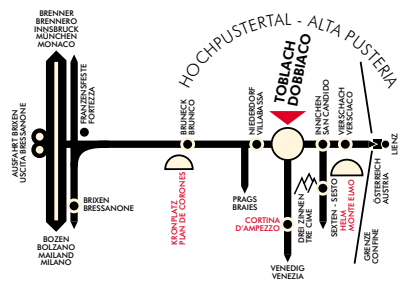 BRENNER
BRENNERO
INNSBRUCK
MÜNCHEN
MONACO
HOCHPUSTERTAL - ALTA PUSTERIA
AUSFAHRT BRIXEN
USCITA BRESSANONE
FRANZENSFESTE
FORTEZZA
BRUNECK
BRUNICO
NIEDERDORF
VILLABASSA
TOBLACH
DOBBIACO
INNICHEN
SAN CANDIDO
VIERSCHACH
VERSCIACO
LIENZ
BRIXEN
BRESSANONE
KRONPLATZ
PLAN DE CORONES
PRAGS
BRAIES
CORTINA
D'AMPEZZO
DREI ZINNEN
TRE CIME
SEXTEN - SESTO
HELM
MONTE ELMO
ÖSTERREICH
AUSTRIA
GRENZE
CONFINE
BOZEN
BOLZANO
MAILAND
MILANO
VENEDIG
VENEZIA